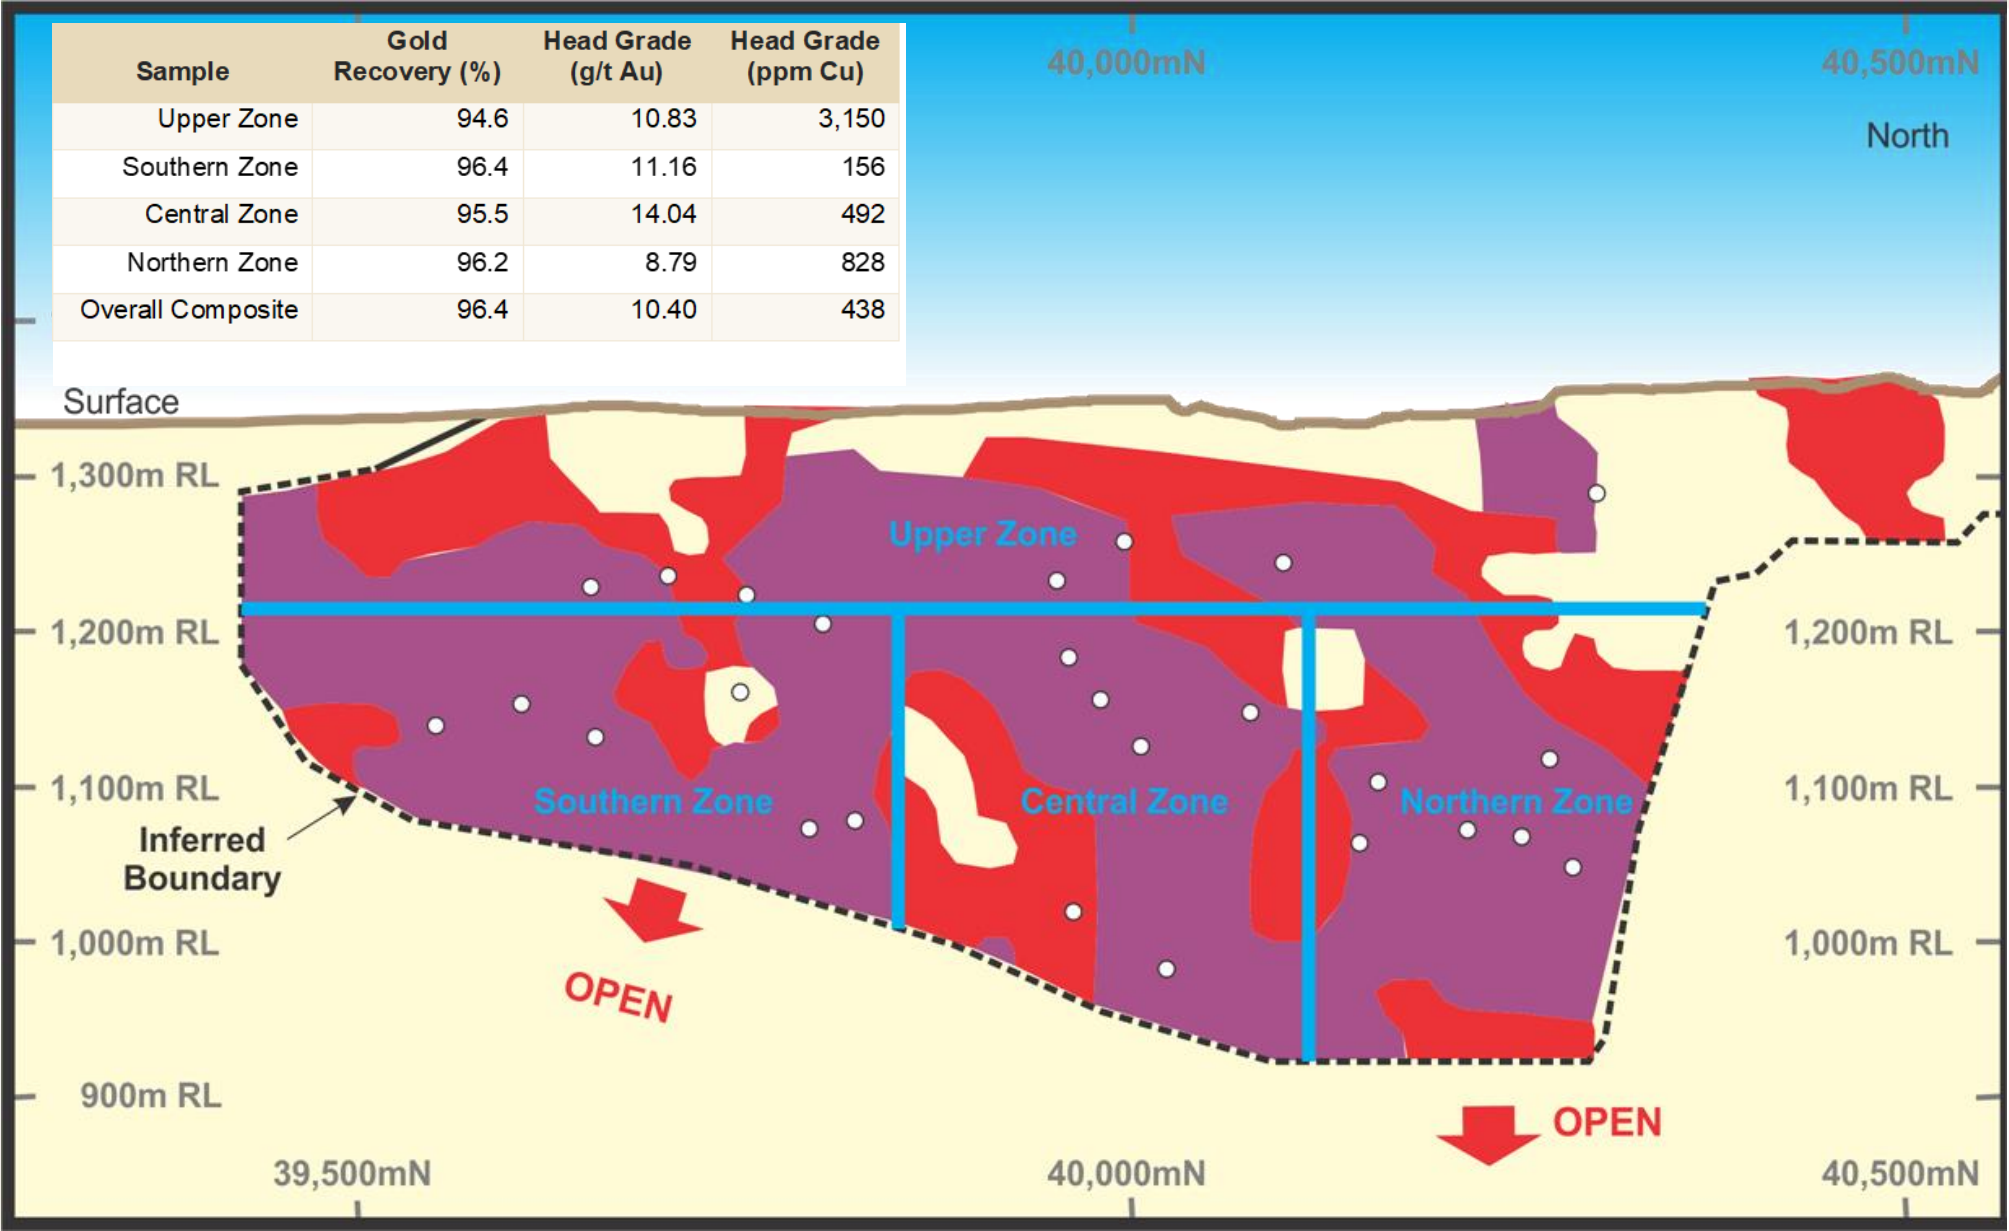 Sample Gold Recovery (%) Head Grade (g/t Au) Head Grade (ppm Cu)
Upper Zone 94.6 10.83 3,150
Southern Zone 96.4 11.16 156
Central Zone 95.5 14.04 492
Northern Zone 96.2 8.79 828
Overall Composite 96.4 10.40 438
40,000mN 40,500mN
North
Surface
1,300m RL
Upper Zone
1,200m RL 1,200m RL
1,100m RL 1,100m RL
Southern Zone Central Zone Northern Zone
Inferred
Boundary
1,000m RL 1,000m RL
OPEN
900m RL
OPEN
39,500mN 40,000mN 40,500mN